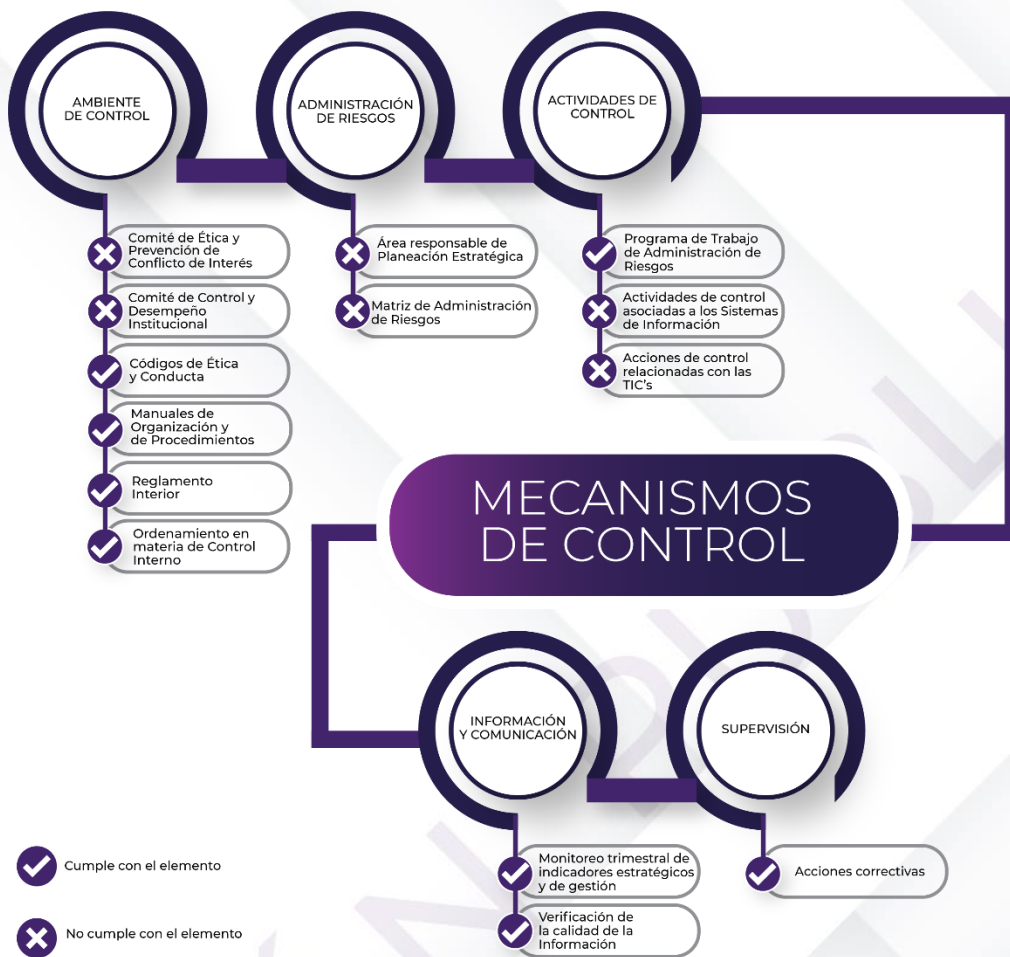 AMBIENTE
DE CONTROL
Comité de Ética y
Prevención de
Conflicto de Interés
Comité de Control y
Desempeño
Institucional
Códigos de Ética
y Conducta
Manuales de
Organización y
de Procedimientos
Reglamento
Interior
Ordenamiento en
materia de Control
Interno
ADMINISTRACIÓN
DE RIESGOS
Área responsable de
Planeación Estratégica
Matriz de Administración
de Riesgos
ACTIVIDADES DE
CONTROL
Programa de Trabajo
de Administración de
Riesgos
Actividades de control
asociadas a los Sistemas
de Información
Acciones de control
relacionadas con las
TIC's
MECANISMOS
DE CONTROL
INFORMACIÓN
Y COMUNICACIÓN
Monitoreo trimestral de
indicadores estratégicos
y de gestión
Verificación de
la calidad de la
Información
SUPERVISIÓN
Acciones correctivas
Cumple con el elemento
No cumple con el elemento